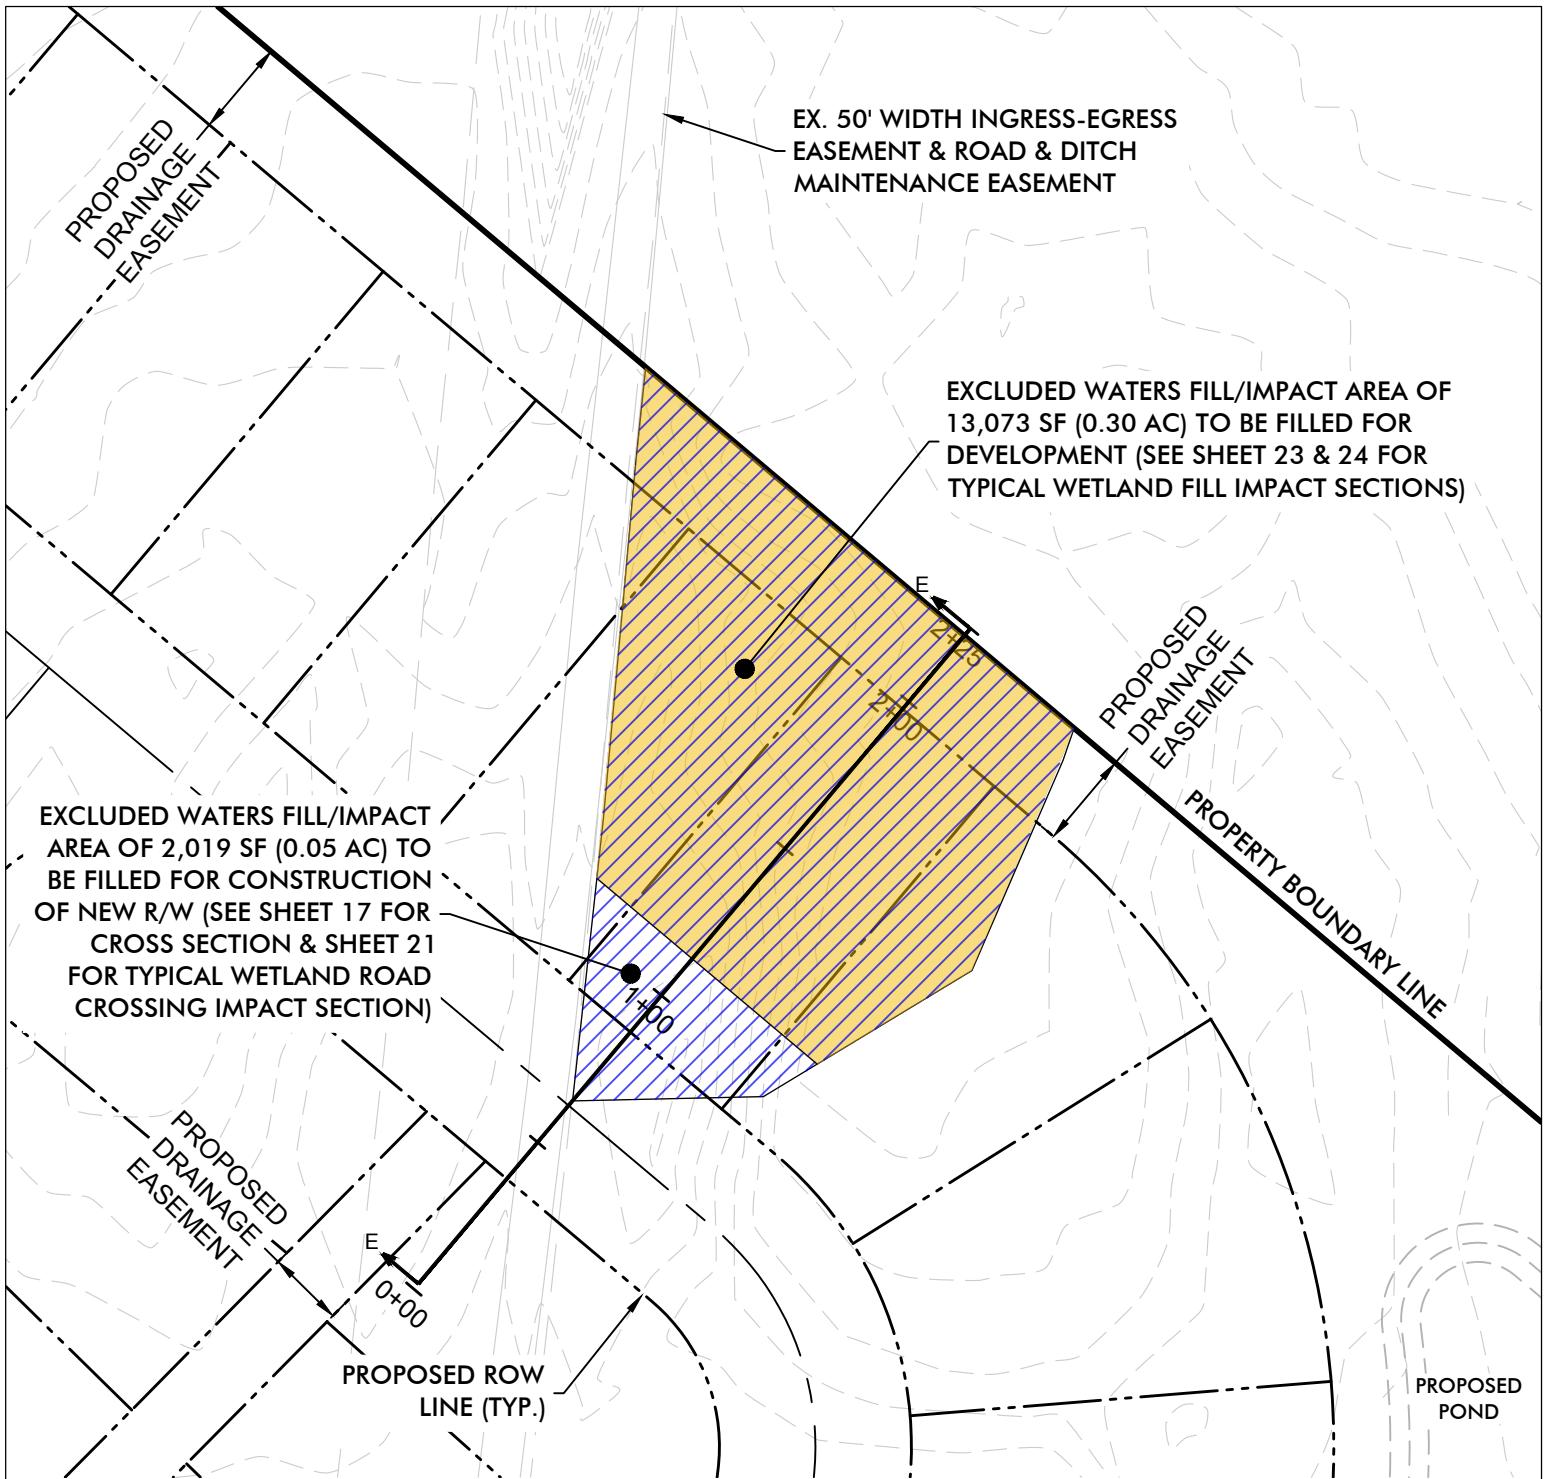 EX. 50' WIDTH INGRESS-EGRESS
EASEMENT & ROAD & DITCH
MAINTENANCE EASEMENT
PROPOSED
DRAINAGE
EASEMENT
EXCLUDED WATERS FILL/IMPACT AREA OF
13,073 SF (0.30 AC) TO BE FILLED FOR
DEVELOPMENT (SEE SHEET 23 & 24 FOR
TYPICAL WETLAND FILL IMPACT SECTIONS)
E
2+25
2+00
PROPOSED
DRAINAGE
EASEMENT
PROPERTY BOUNDARY LINE
EXCLUDED WATERS FILL/IMPACT
AREA OF 2,019 SF (0.05 AC) TO
BE FILLED FOR CONSTRUCTION
OF NEW R/W (SEE SHEET 17 FOR
CROSS SECTION & SHEET 21
FOR TYPICAL WETLAND ROAD
CROSSING IMPACT SECTION)
1+00
PROPOSED
DRAINAGE
EASEMENT
E
0+00
PROPOSED ROW
LINE (TYP.)
PROPOSED
POND